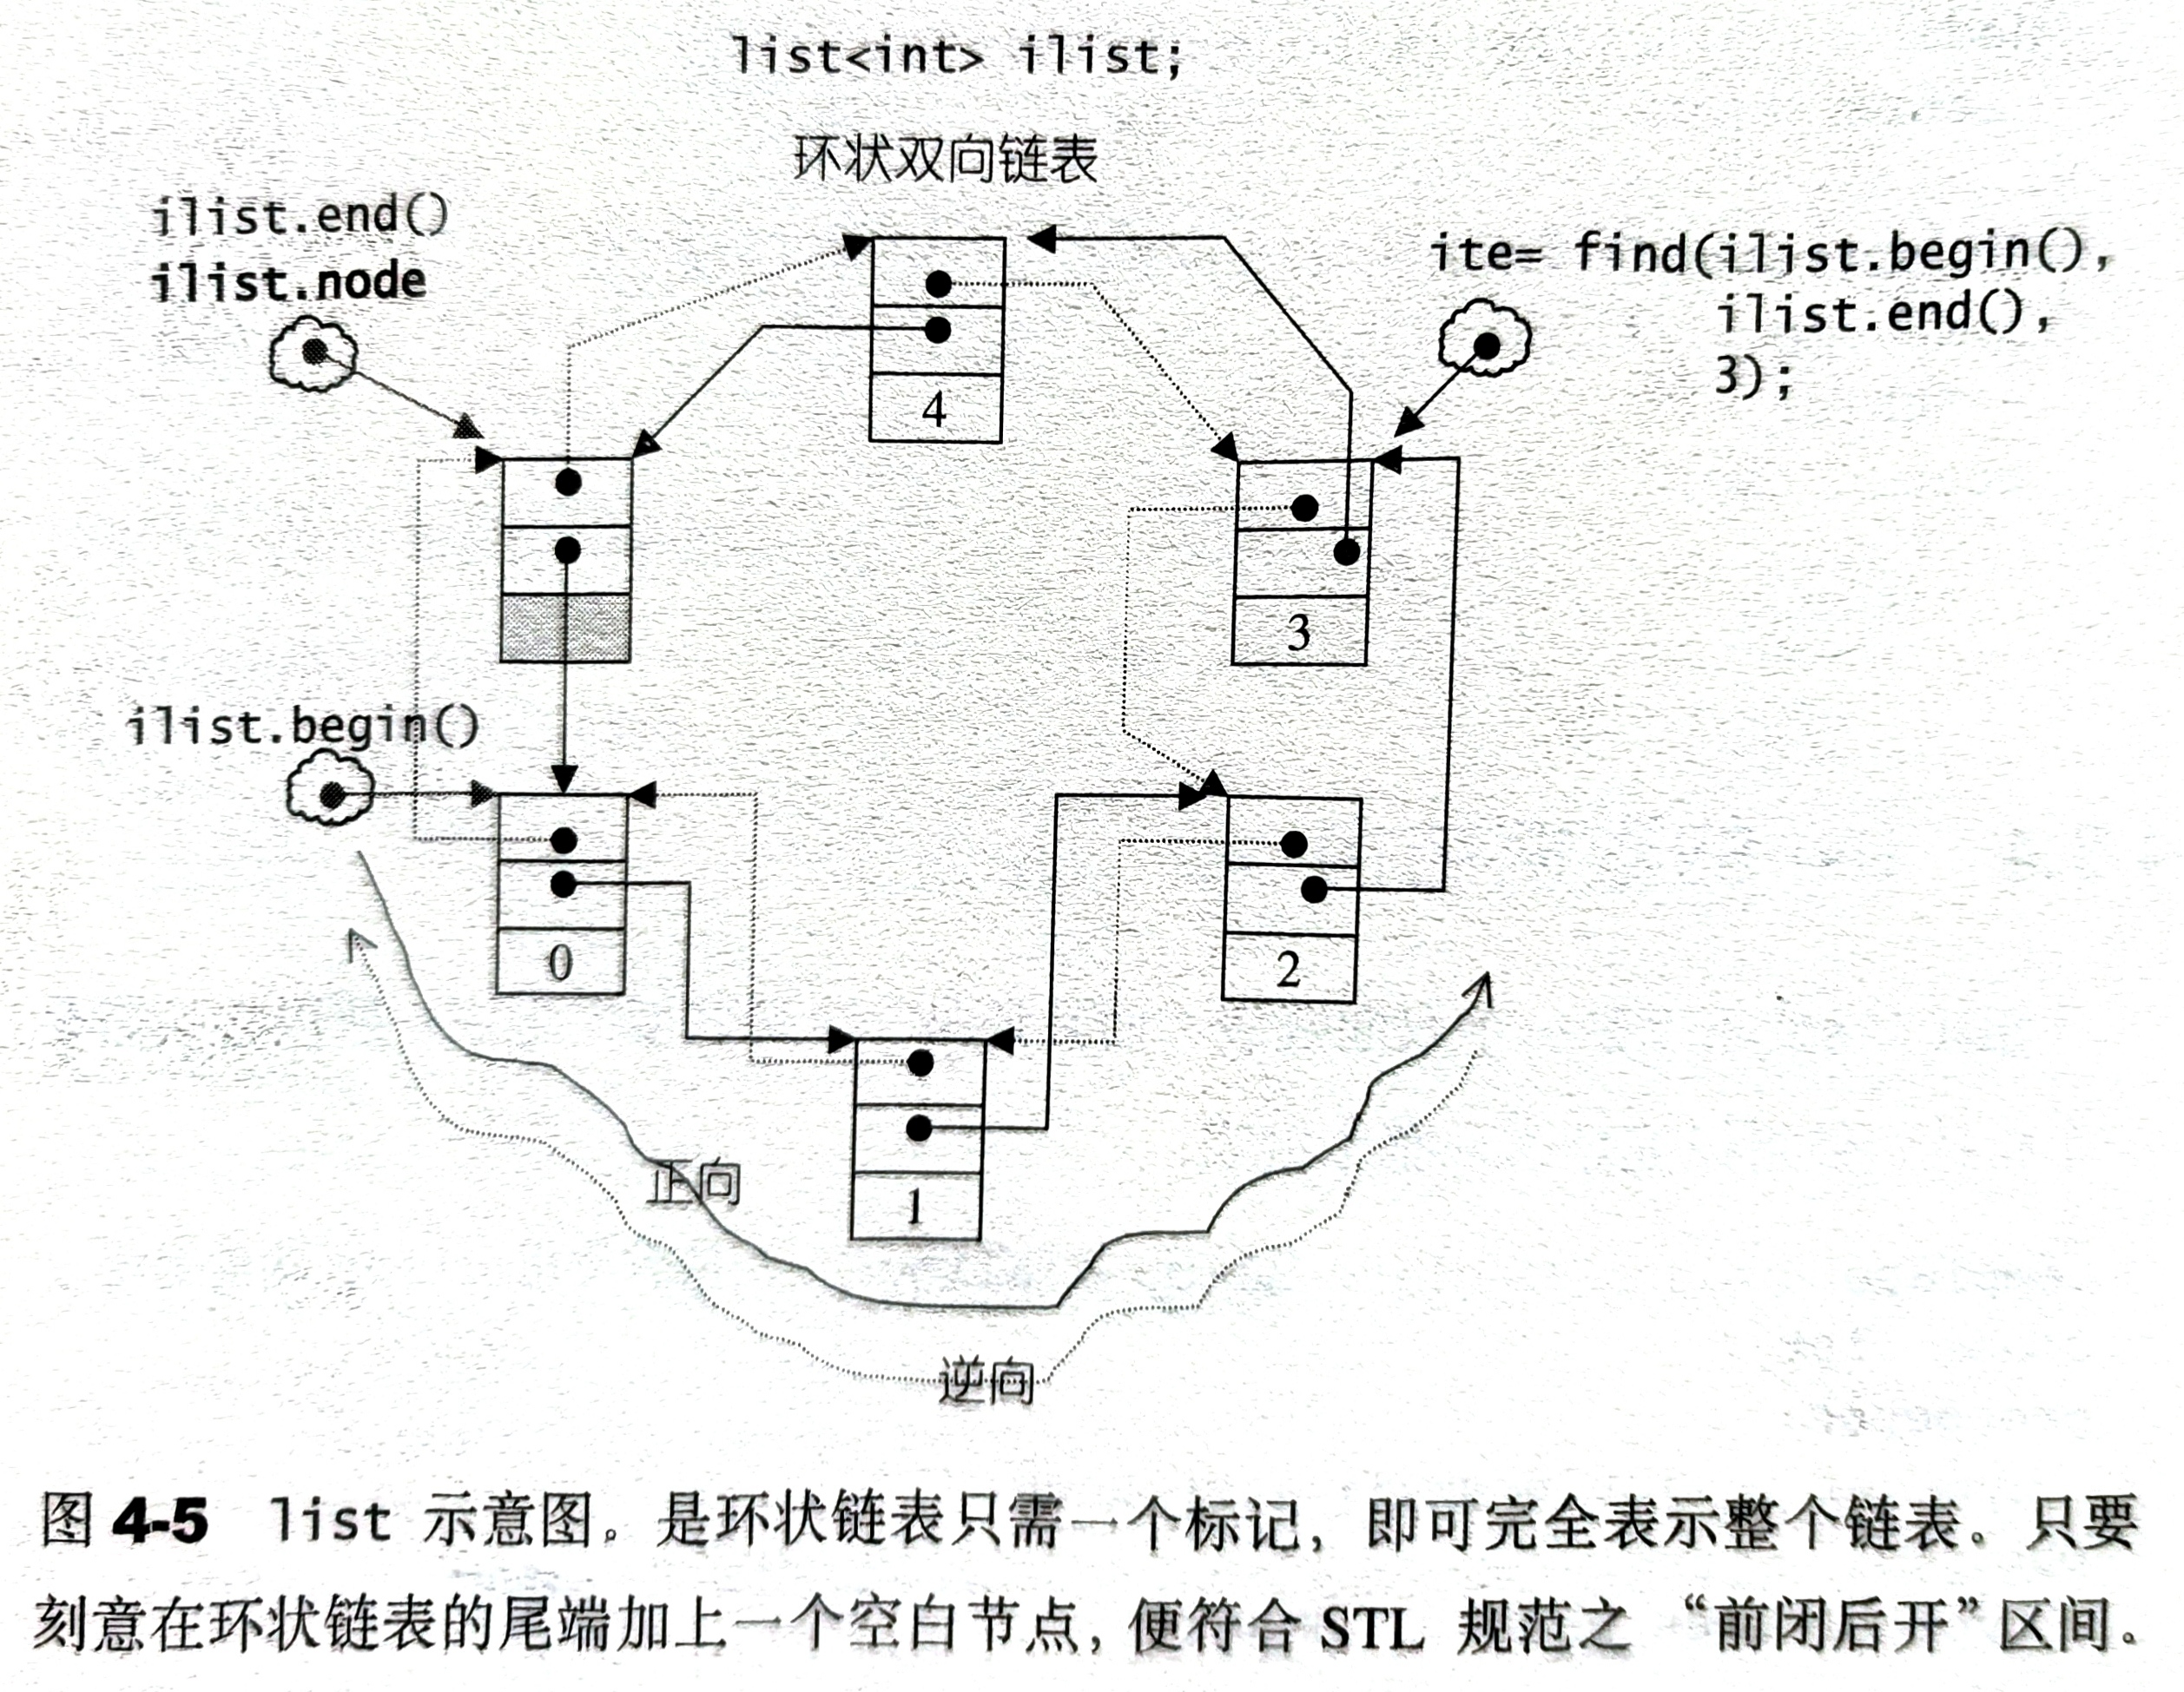 list<int> ilist;
环状双向链表
ilist.end()
ilist.node
ite= find(ilist.begin(),
ilist.end(),
3);
4
3
ilist.begin()
0
2
1
正向
逆向
图 4-5 list 示意图。是环状链表只需一个标记，即可完全表示整个链表。只要
刻意在环状链表的尾端加上一个空白节点，便符合 STL 规范之 “前闭后开” 区间。